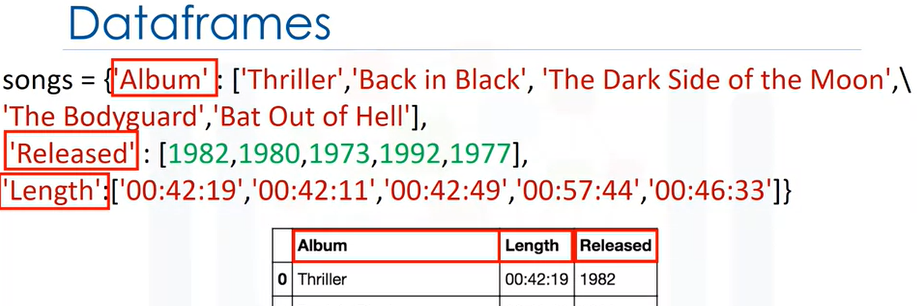 Dataframes
songs = {'Album' : ['Thriller','Back in Black', 'The Dark Side of the Moon',\
'The Bodyguard','Bat Out of Hell'],
'Released' : [1982,1980,1973,1992,1977],
'Length':['00:42:19','00:42:11','00:42:49','00:57:44','00:46:33']}
Album Length Released
0 Thriller 00:42:19 1982